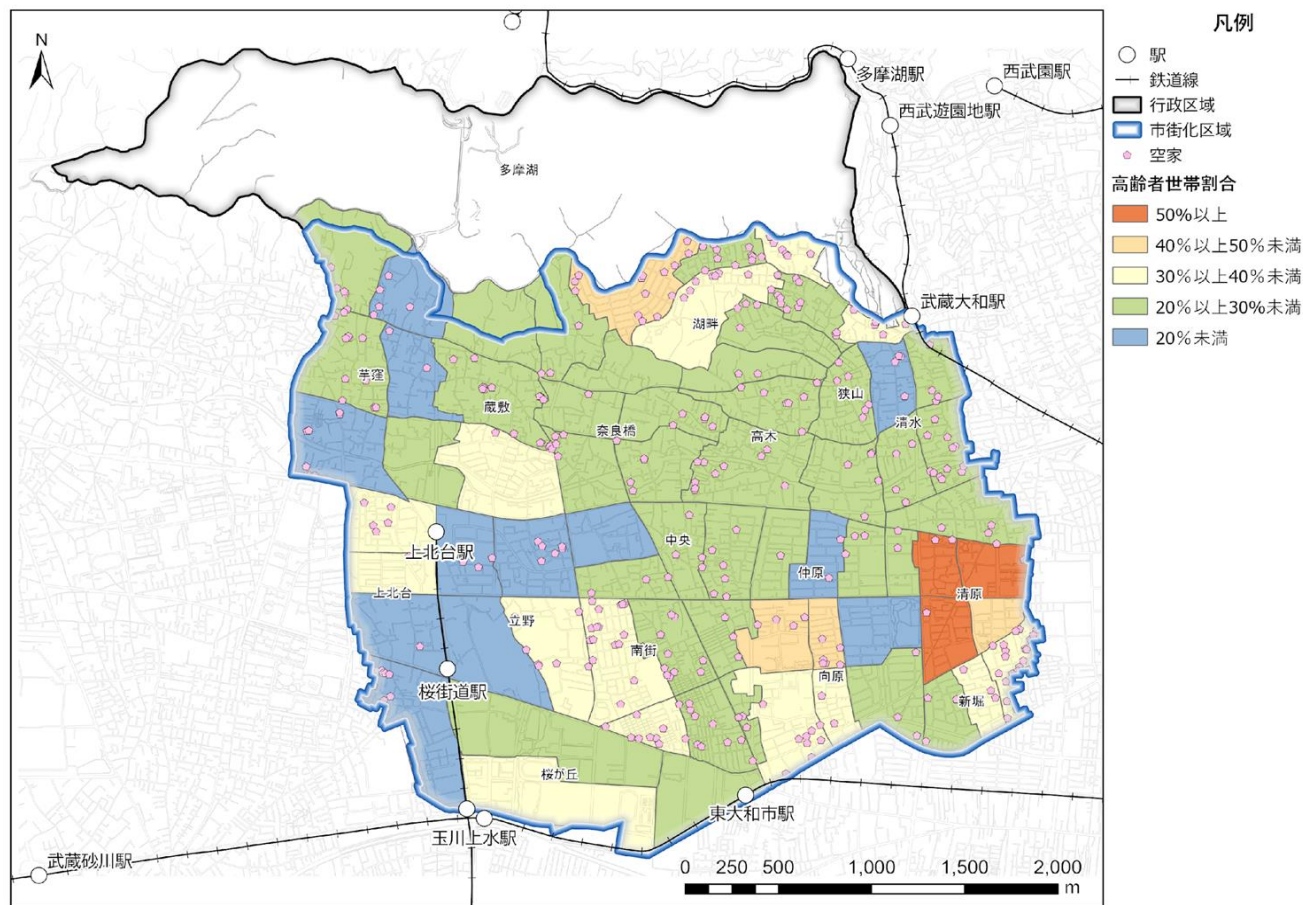 凡例
駅
鉄道線
行政区域
市街化区域
空家
高齢者世帯割合
50%以上
40%以上50%未満
30%以上40%未満
20%以上30%未満
20%未満
N
多摩湖駅
西武園駅
西武遊園地駅
多摩湖
武蔵大和駅
湖畔
芋窪
蔵敷
狭山
奈良橋
高木
清水
上北台駅
中央
仲原
上北台
清原
立野
南街
向原
桜街道駅
新堀
桜が丘
東大和市駅
玉川上水駅
武蔵砂川駅
0 250 500 1,000 1,500 2,000
m